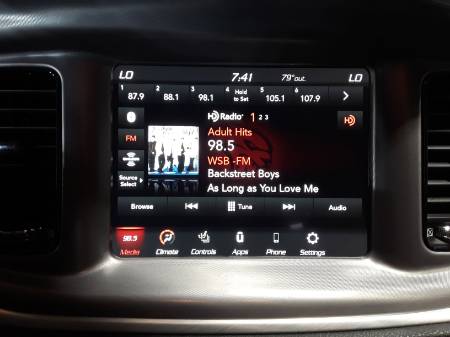 LO 7:41 79°out. LO
1 2 3 4 5 6
87.9 88.1 98.1 Hold to Set 105.1 107.9
HD Radio 1 2 3
FM Adult Hits
98.5
WSB -FM
Source Select Backstreet Boys
As Long as You Love Me
Browse Tune Audio
98.5
Media Climate Controls Apps Phone Settings